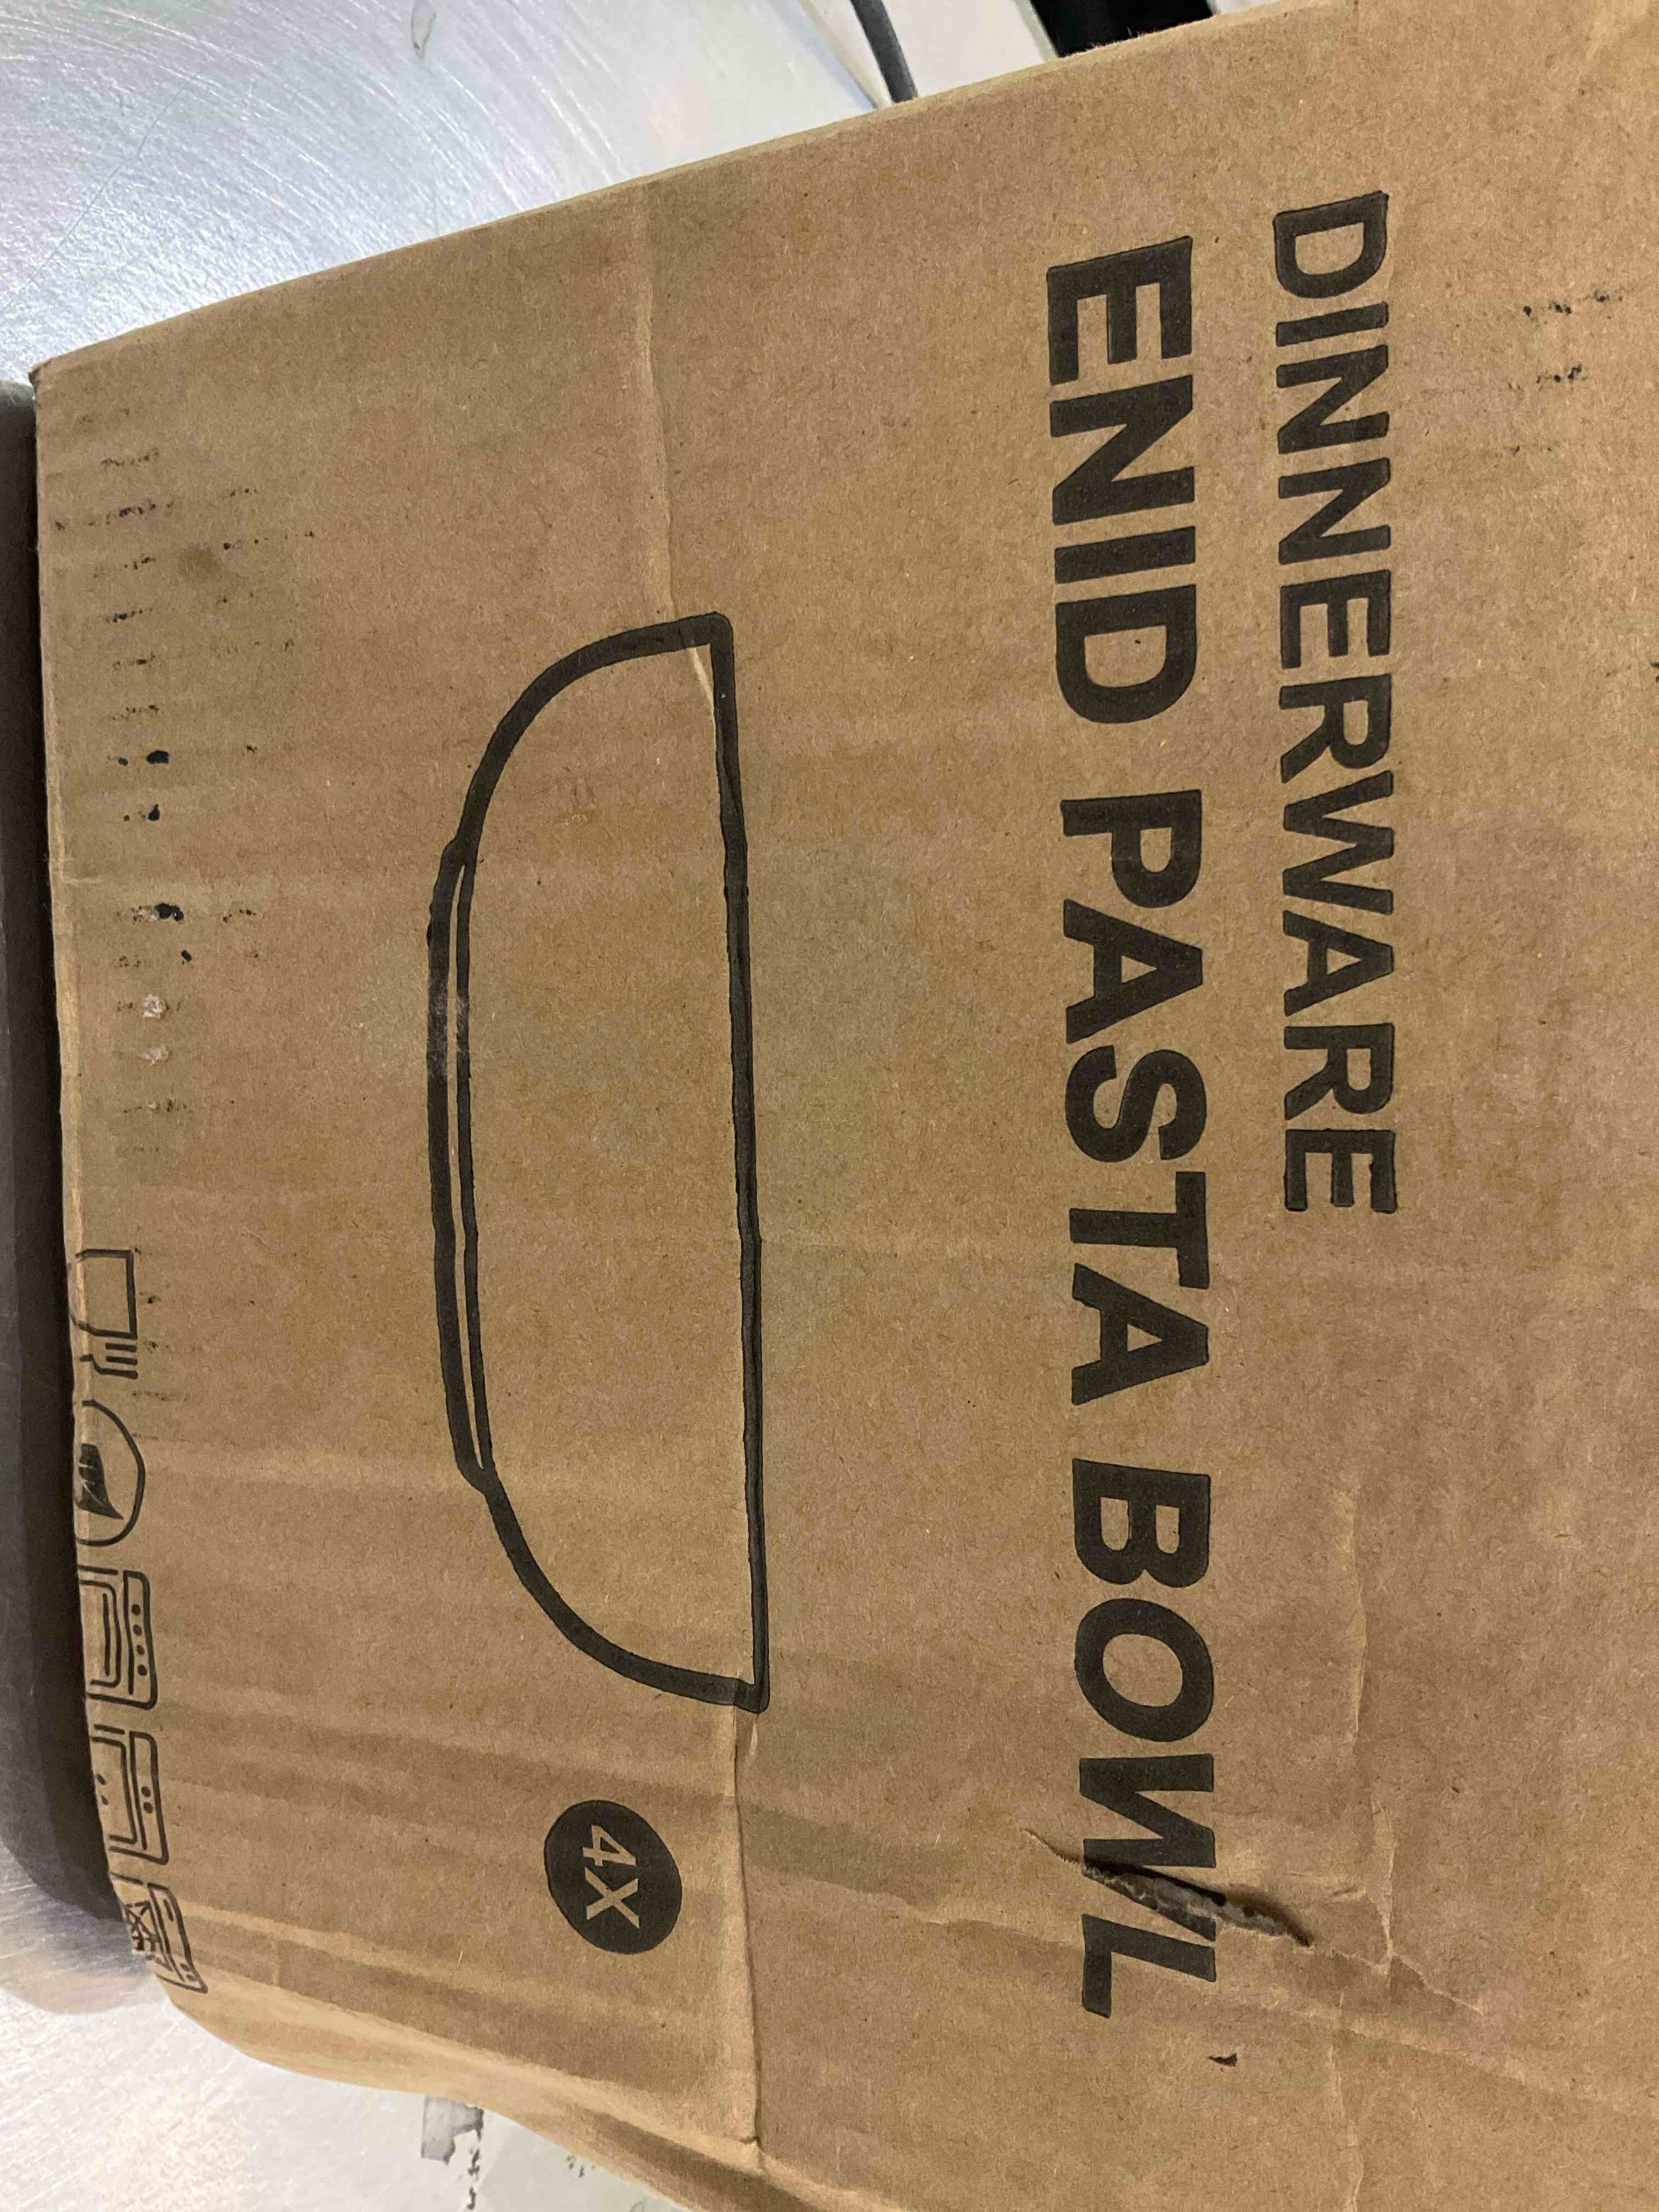 DINNERWARE
ENID PASTA BOWL
4X